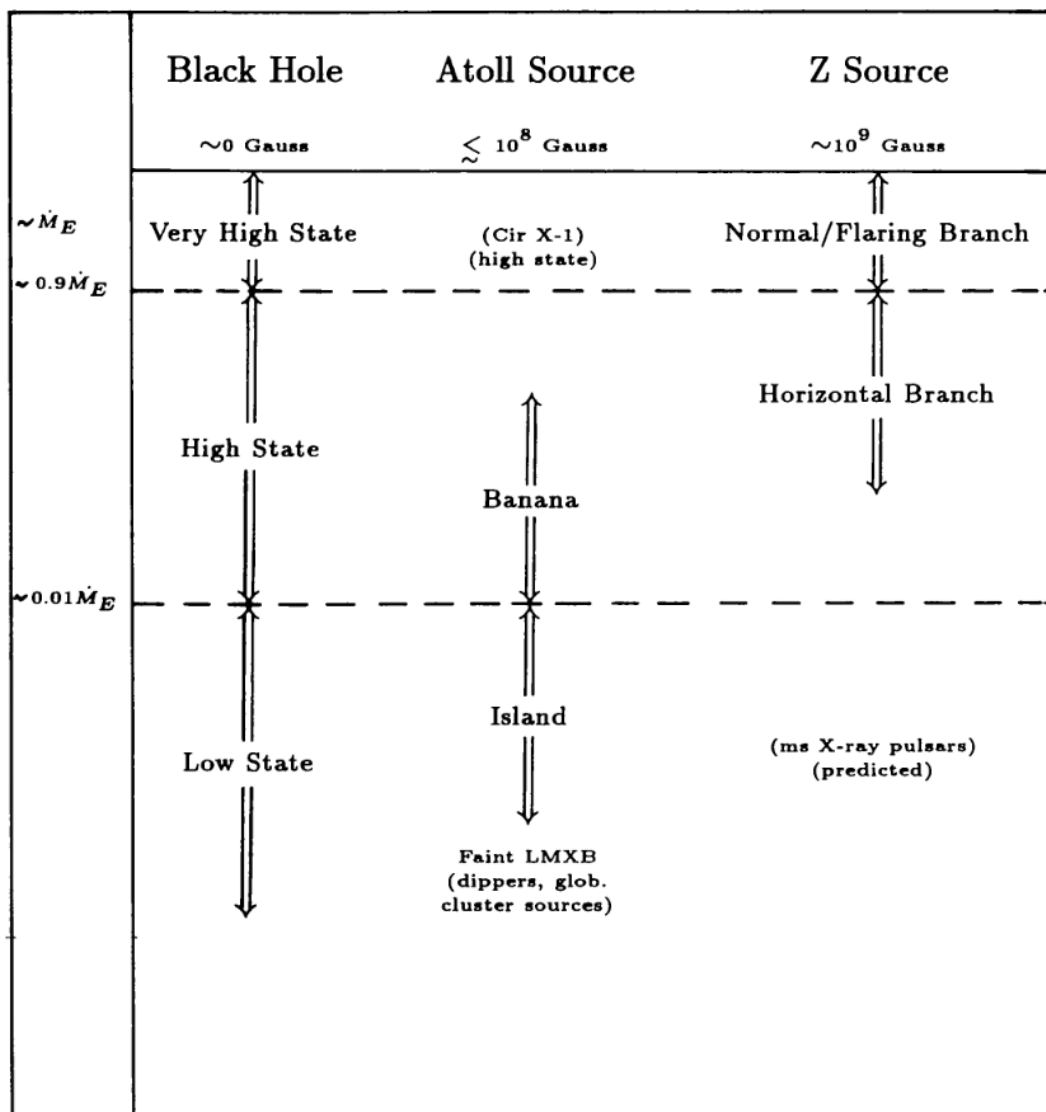 Black Hole Atoll Source Z Source
~0 Gauss ≲ 10^8 Gauss ~10^9 Gauss
~Ṁ_E
Very High State (Cir X-1) Normal/Flaring Branch
(high state)
~0.9Ṁ_E
Horizontal Branch
High State
Banana
~0.01Ṁ_E
Island
Low State (ms X-ray pulsars)
(predicted)
Faint LMXB
(dippers, glob.
cluster sources)